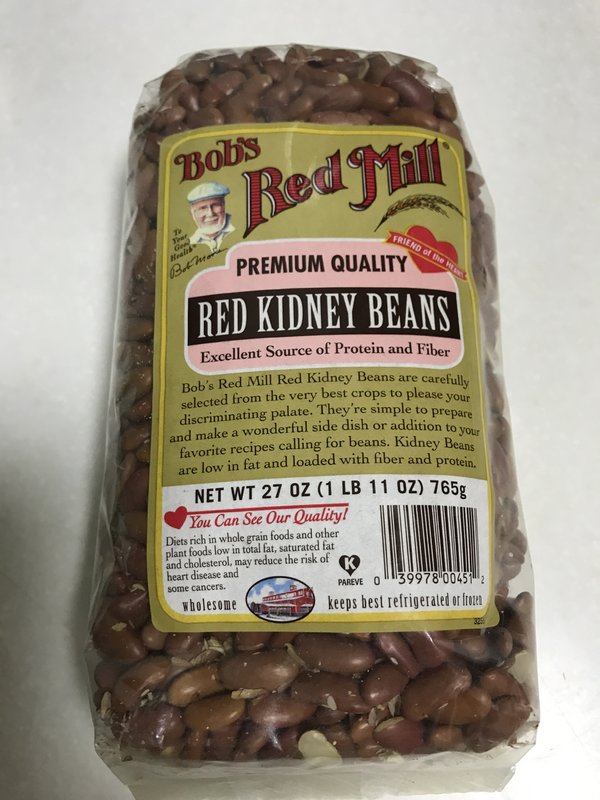 Bob's
Red Mill®
To
Your
Good
Health
Bob Moore
FRIEND of the HEART
PREMIUM QUALITY
RED KIDNEY BEANS
Excellent Source of Protein and Fiber
Bob's Red Mill Red Kidney Beans are carefully
selected from the very best crops to please your
discriminating palate. They're simple to prepare
and make a wonderful side dish or addition to your
favorite recipes calling for beans. Kidney Beans
are low in fat and loaded with fiber and protein.
NET WT 27 OZ (1 LB 11 OZ) 765g
You Can See Our Quality!
Diets rich in whole grain foods and other
plant foods low in total fat, saturated fat
and cholesterol, may reduce the risk of
heart disease and
some cancers.
K
PAREVE
0 39978 00451 2
wholesome
keeps best refrigerated or frozen